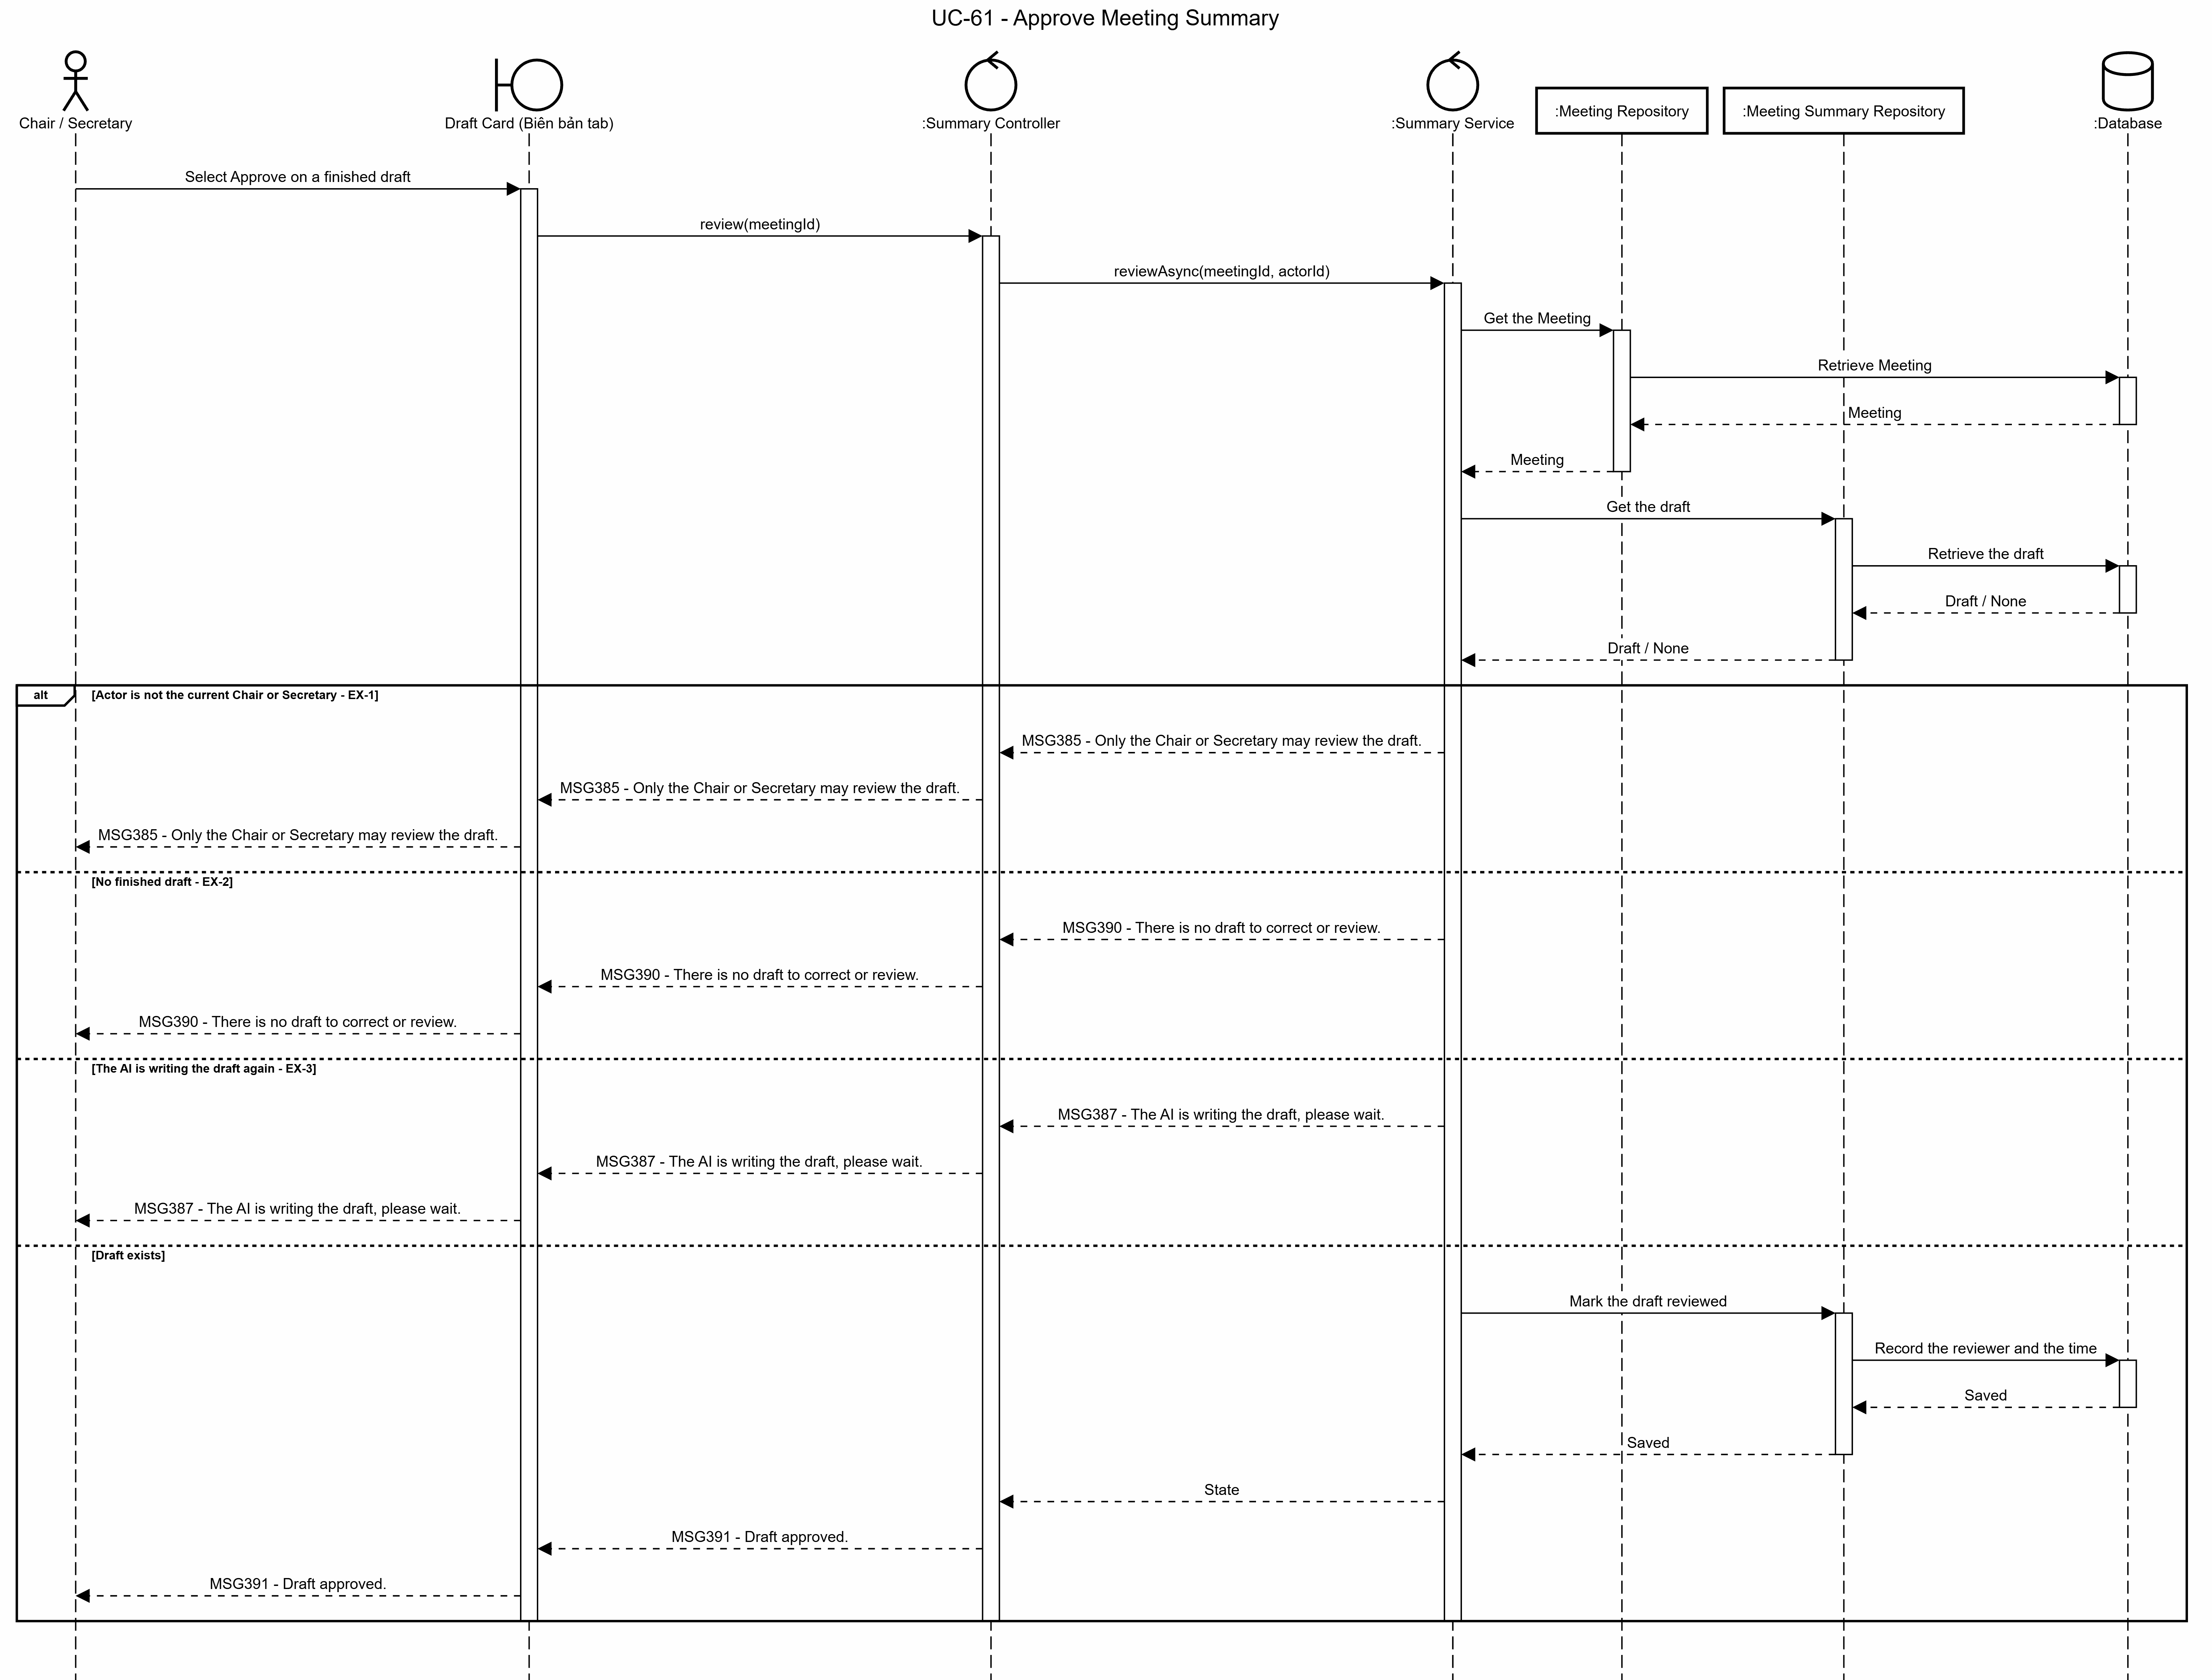 UC-61 - Approve Meeting Summary
Chair / Secretary
Draft Card (Biên bản tab)
:Summary Controller
:Summary Service
:Meeting Repository
:Meeting Summary Repository
:Database
Select Approve on a finished draft
review(meetingId)
reviewAsync(meetingId, actorId)
Get the Meeting
Retrieve Meeting
Meeting
Meeting
Get the draft
Retrieve the draft
Draft / None
Draft / None
alt
[Actor is not the current Chair or Secretary - EX-1]
MSG385 - Only the Chair or Secretary may review the draft.
MSG385 - Only the Chair or Secretary may review the draft.
MSG385 - Only the Chair or Secretary may review the draft.
[No finished draft - EX-2]
MSG390 - There is no draft to correct or review.
MSG390 - There is no draft to correct or review.
MSG390 - There is no draft to correct or review.
[The AI is writing the draft again - EX-3]
MSG387 - The AI is writing the draft, please wait.
MSG387 - The AI is writing the draft, please wait.
MSG387 - The AI is writing the draft, please wait.
[Draft exists]
Mark the draft reviewed
Record the reviewer and the time
Saved
Saved
State
MSG391 - Draft approved.
MSG391 - Draft approved.